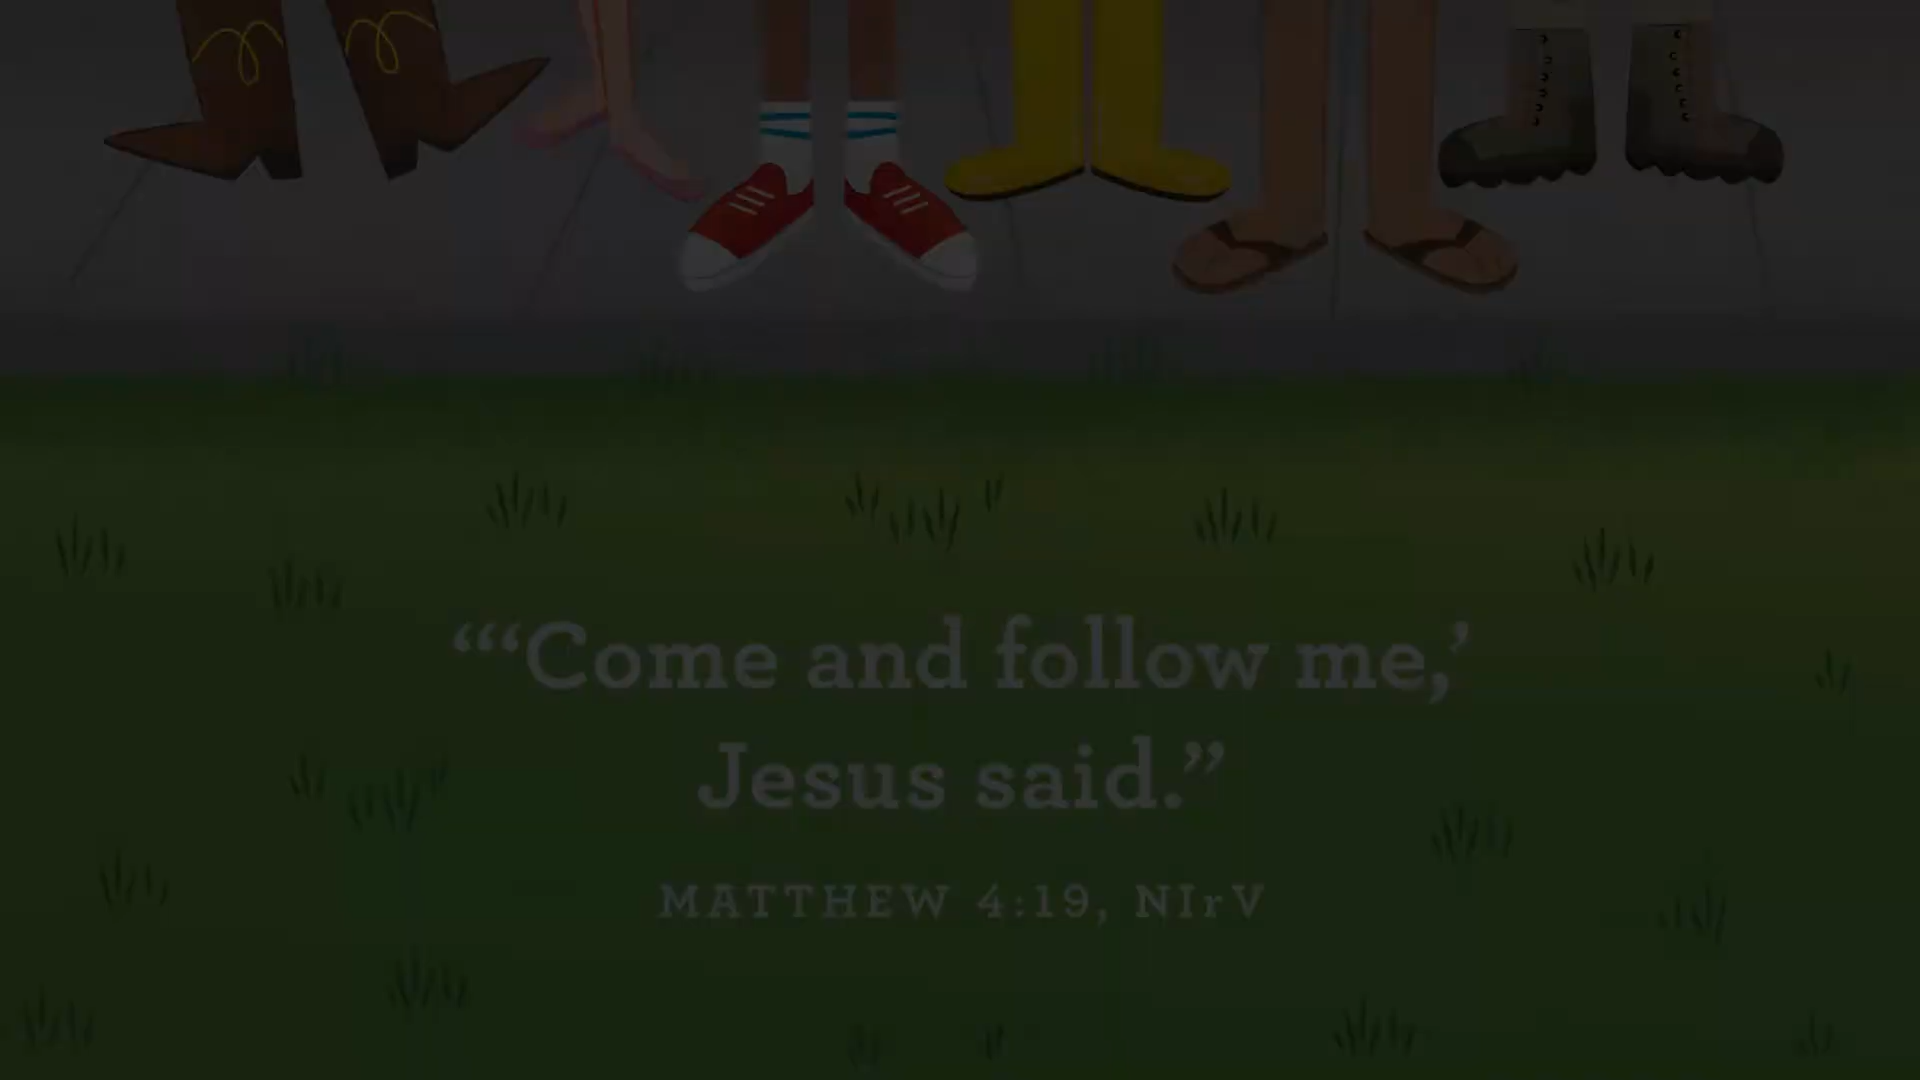 “‘Come and follow me,’
Jesus said.”
MATTHEW 4:19, NIrV